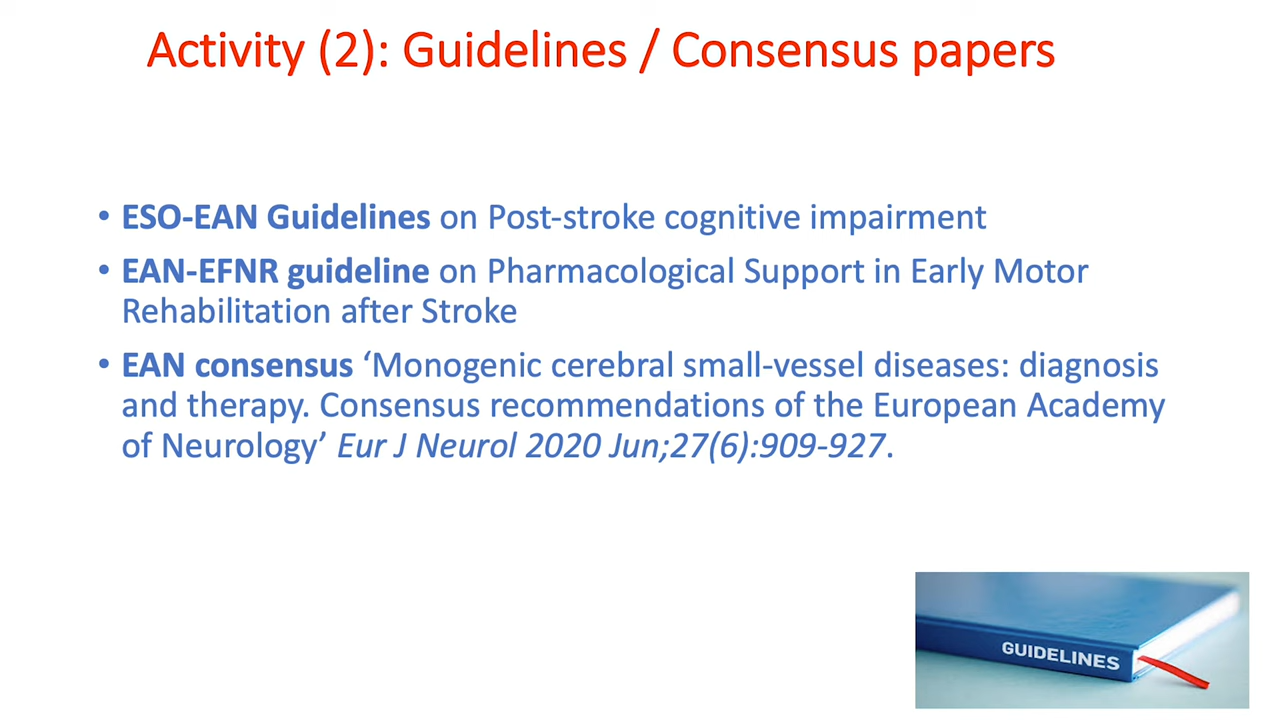 Activity (2): Guidelines / Consensus papers
• ESO-EAN Guidelines on Post-stroke cognitive impairment
• EAN-EFNR guideline on Pharmacological Support in Early Motor
Rehabilitation after Stroke
• EAN consensus ‘Monogenic cerebral small-vessel diseases: diagnosis
and therapy. Consensus recommendations of the European Academy
of Neurology’ Eur J Neurol 2020 Jun;27(6):909-927.
GUIDELINES